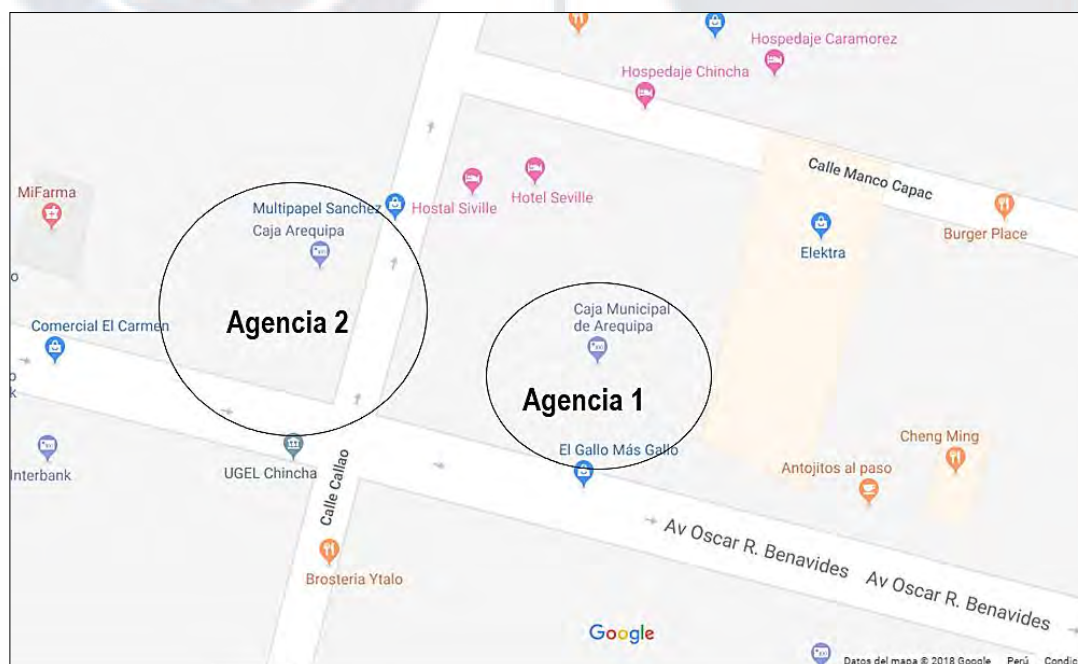 Hospedaje Caramorez
Hospedaje Chincha
Calle Manco Capac
MiFarma
Multipapel Sanchez
Hostal Siville
Hotel Seville
Caja Arequipa
Elektra
Burger Place
Caja Municipal
de Arequipa
Agencia 2
Comercial El Carmen
Agencia 1
Interbank
UGEL Chincha
El Gallo Más Gallo
Cheng Ming
Antojitos al paso
Calle Callao
Av Oscar R. Benavides
Av Oscar R. Benavides
Brosteria Ytalo
Google
Datos del mapa © 2018 Google Perú Condic